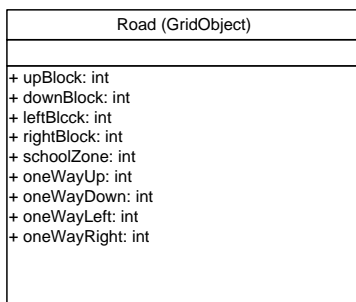 Road (GridObject)
+ upBlock: int
+ downBlock: int
+ leftBlcck: int
+ rightBlock: int
+ schoolZone: int
+ oneWayUp: int
+ oneWayDown: int
+ oneWayLeft: int
+ oneWayRight: int